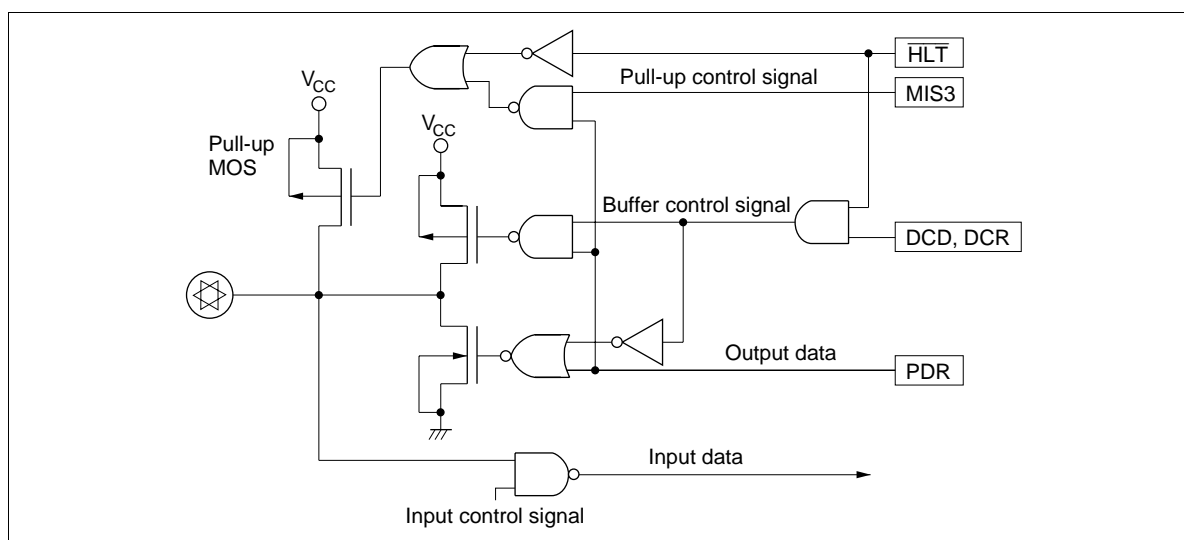 HLT
Pull-up control signal
MIS3
VCC
VCC
Pull-up
MOS
Buffer control signal
DCD, DCR
Output data
PDR
Input data
Input control signal